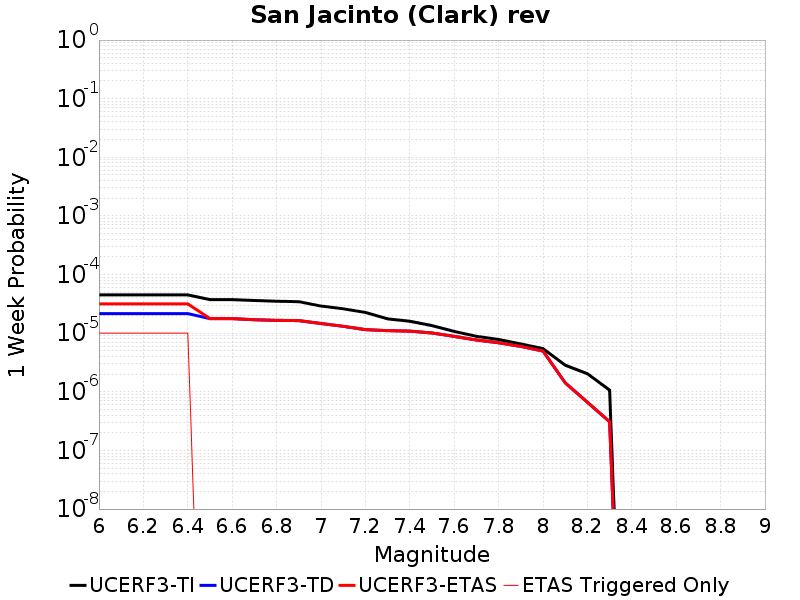 San Jacinto (Clark) rev
1 Week Probability
10^0
10^-1
10^-2
10^-3
10^-4
10^-5
10^-6
10^-7
10^-8
6 6.2 6.4 6.6 6.8 7 7.2 7.4 7.6 7.8 8 8.2 8.4 8.6 8.8 9
Magnitude
UCERF3-TI UCERF3-TD UCERF3-ETAS ETAS Triggered Only